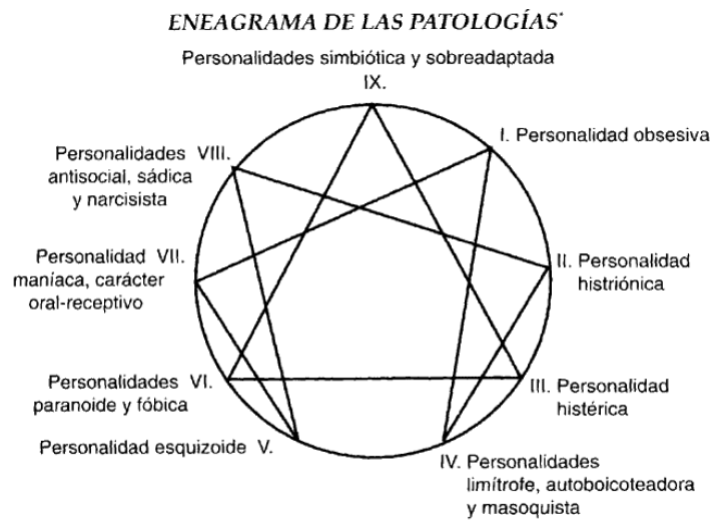 ENEAGRAMA DE LAS PATOLOGÍAS*
Personalidades simbiótica y sobreadaptada
IX.
I. Personalidad obsesiva
Personalidades VIII.
antisocial, sádica
y narcisista
II. Personalidad
histriónica
Personalidad VII.
maníaca, carácter
oral-receptivo
Personalidades VI.
paranoide y fóbica
III. Personalidad
histérica
Personalidad esquizoide V.
IV. Personalidades
limítrofe, autoboicoteadora
y masoquista